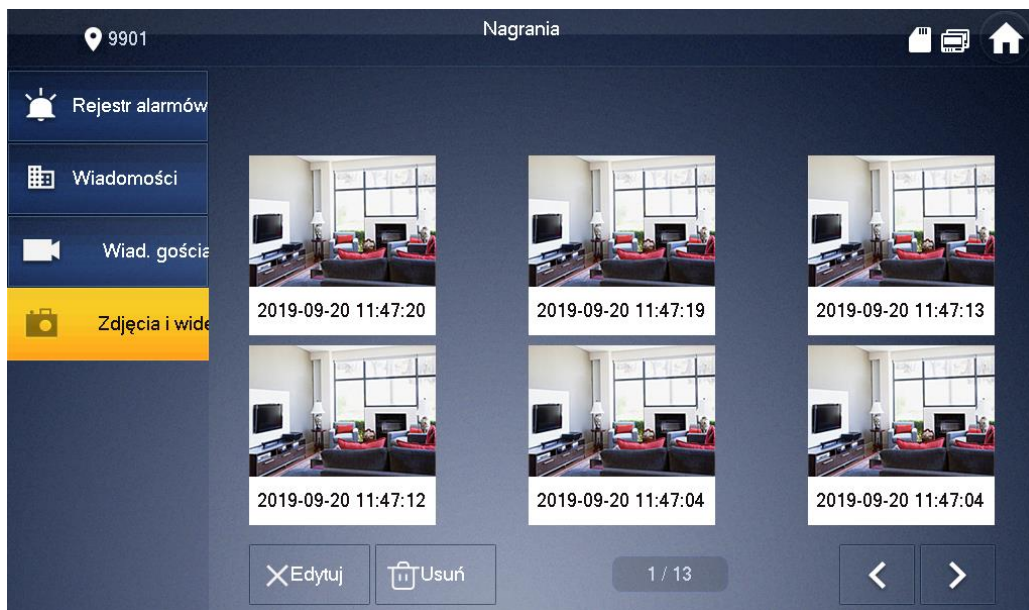 9901
Nagrania
Rejestr alarmów
Wiadomości
Wiad. gościa
Zdjęcia i wide
2019-09-20 11:47:20
2019-09-20 11:47:19
2019-09-20 11:47:13
2019-09-20 11:47:12
2019-09-20 11:47:04
2019-09-20 11:47:04
Edytuj
Usuń
1 / 13